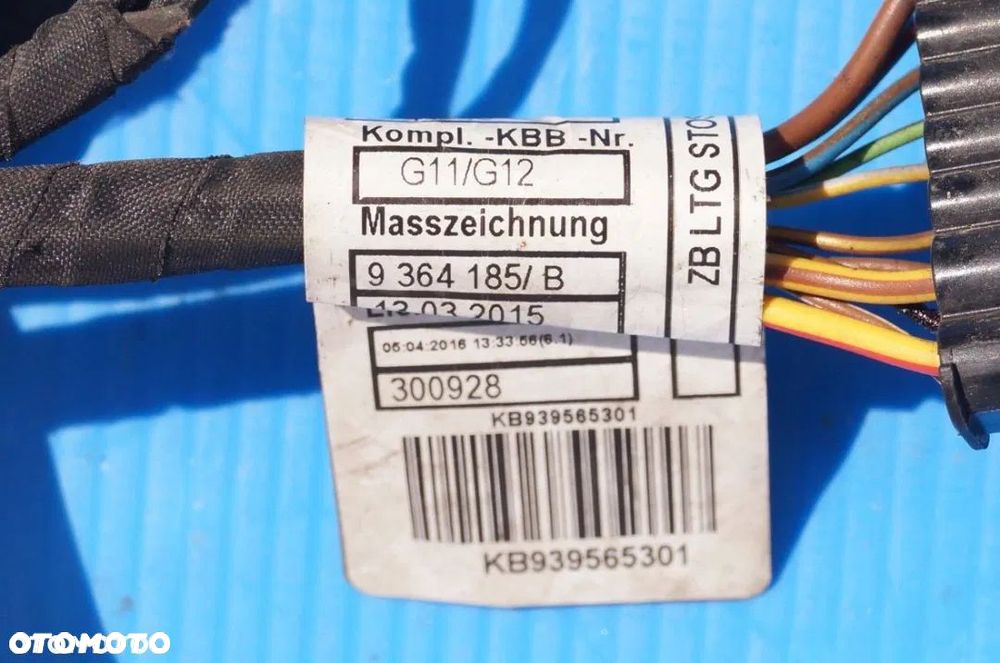 Kompl. -KBB -Nr.
G11/G12
Masszeichnung
9 364 185/ B
13.03.2015
05.04.2016 13:33:56(6.1)
300928
KB939565301
KB939565301
ZB LTG
OTOMOTO